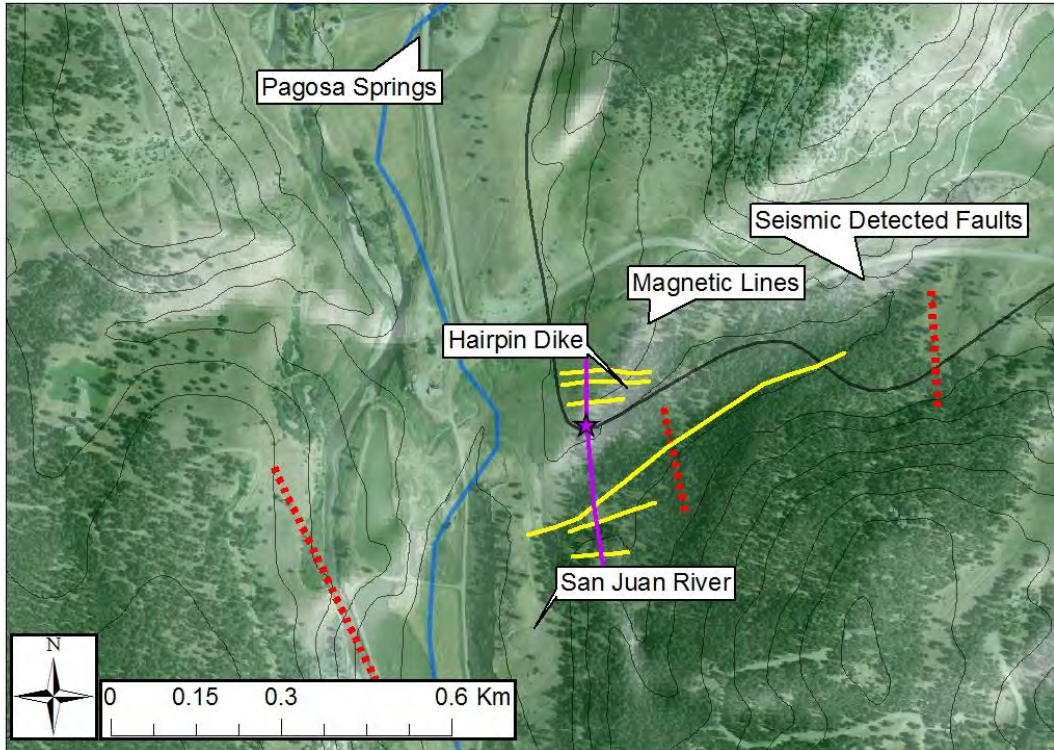 Pagosa Springs
Seismic Detected Faults
Magnetic Lines
Hairpin Dike
San Juan River
N
0 0.15 0.3 0.6 Km